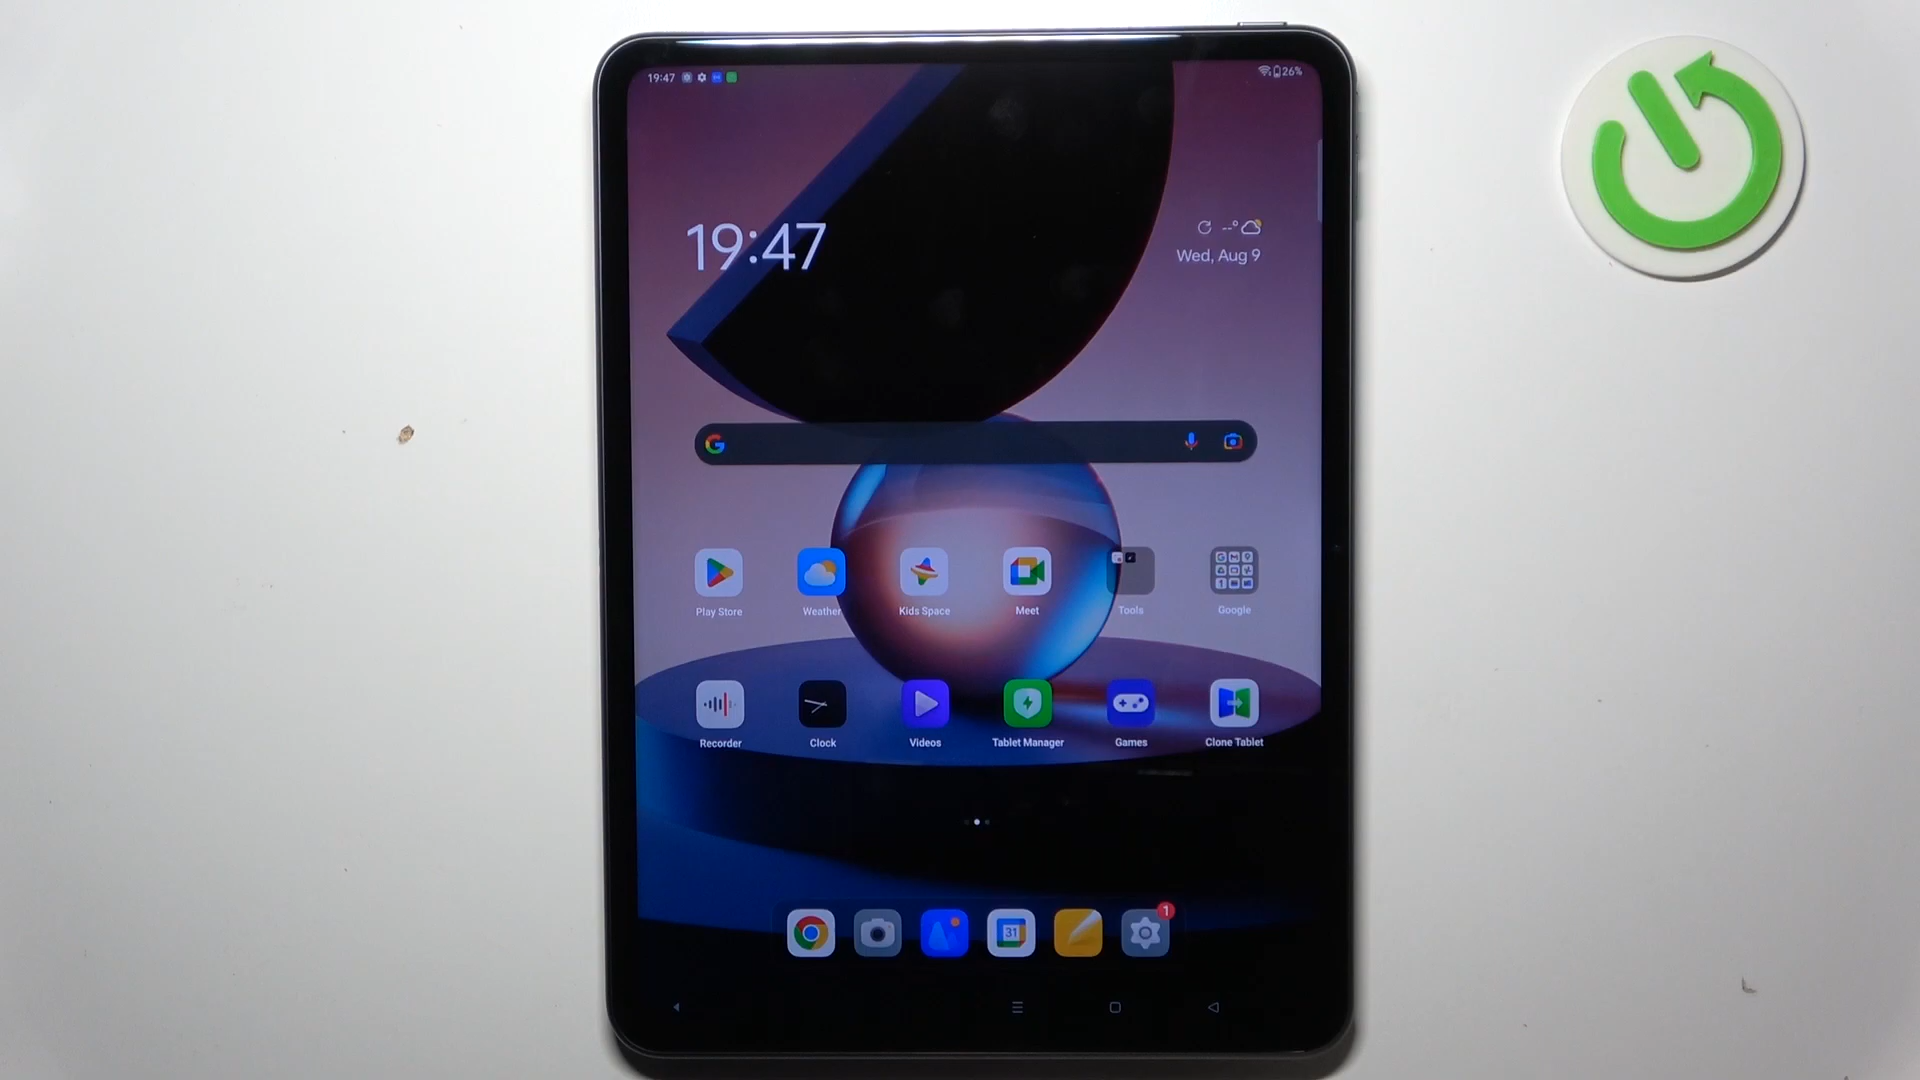 19:47
26%
19:47
--°
Wed, Aug 9
G
Play Store
Weather
Kids Space
Meet
Tools
Google
Recorder
Clock
Videos
Tablet Manager
Games
Clone Tablet
31
1